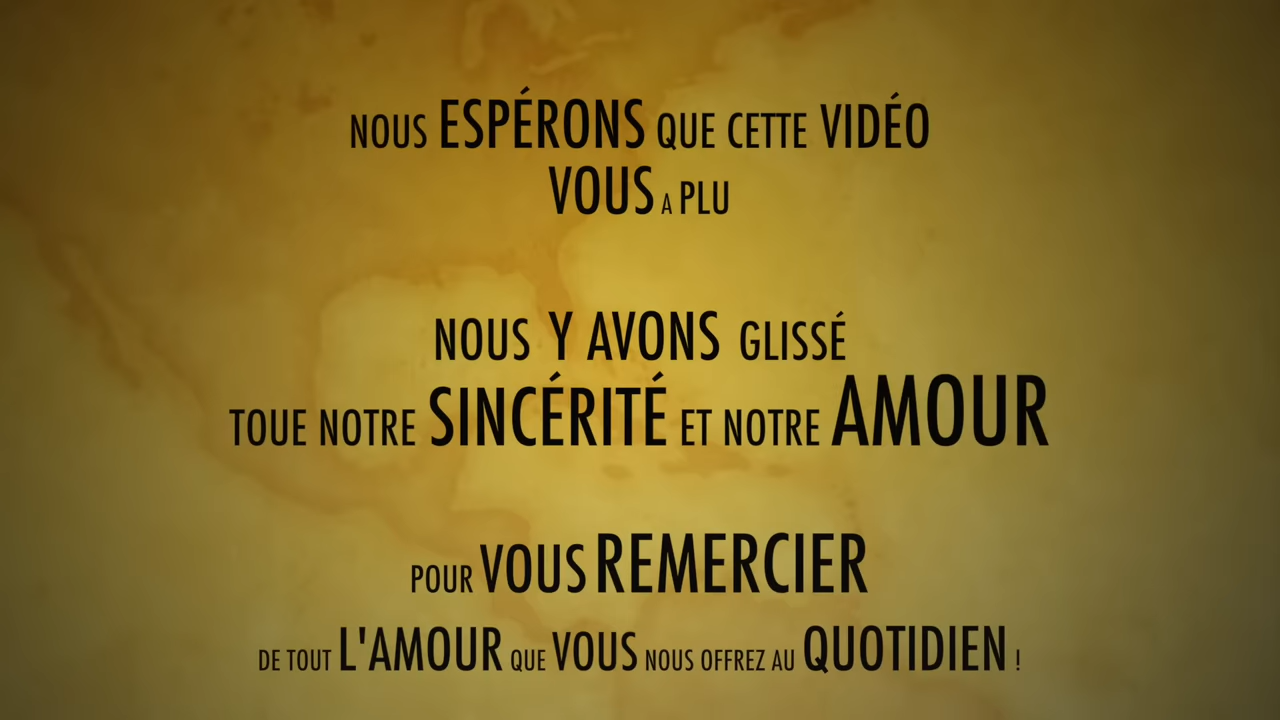 NOUS ESPÉRONS QUE CETTE VIDÉO
VOUS A PLU
NOUS Y AVONS GLISSÉ
TOUE NOTRE SINCÉRITÉ ET NOTRE AMOUR
POUR VOUS REMERCIER
DE TOUT L'AMOUR QUE VOUS NOUS OFFREZ AU QUOTIDIEN !